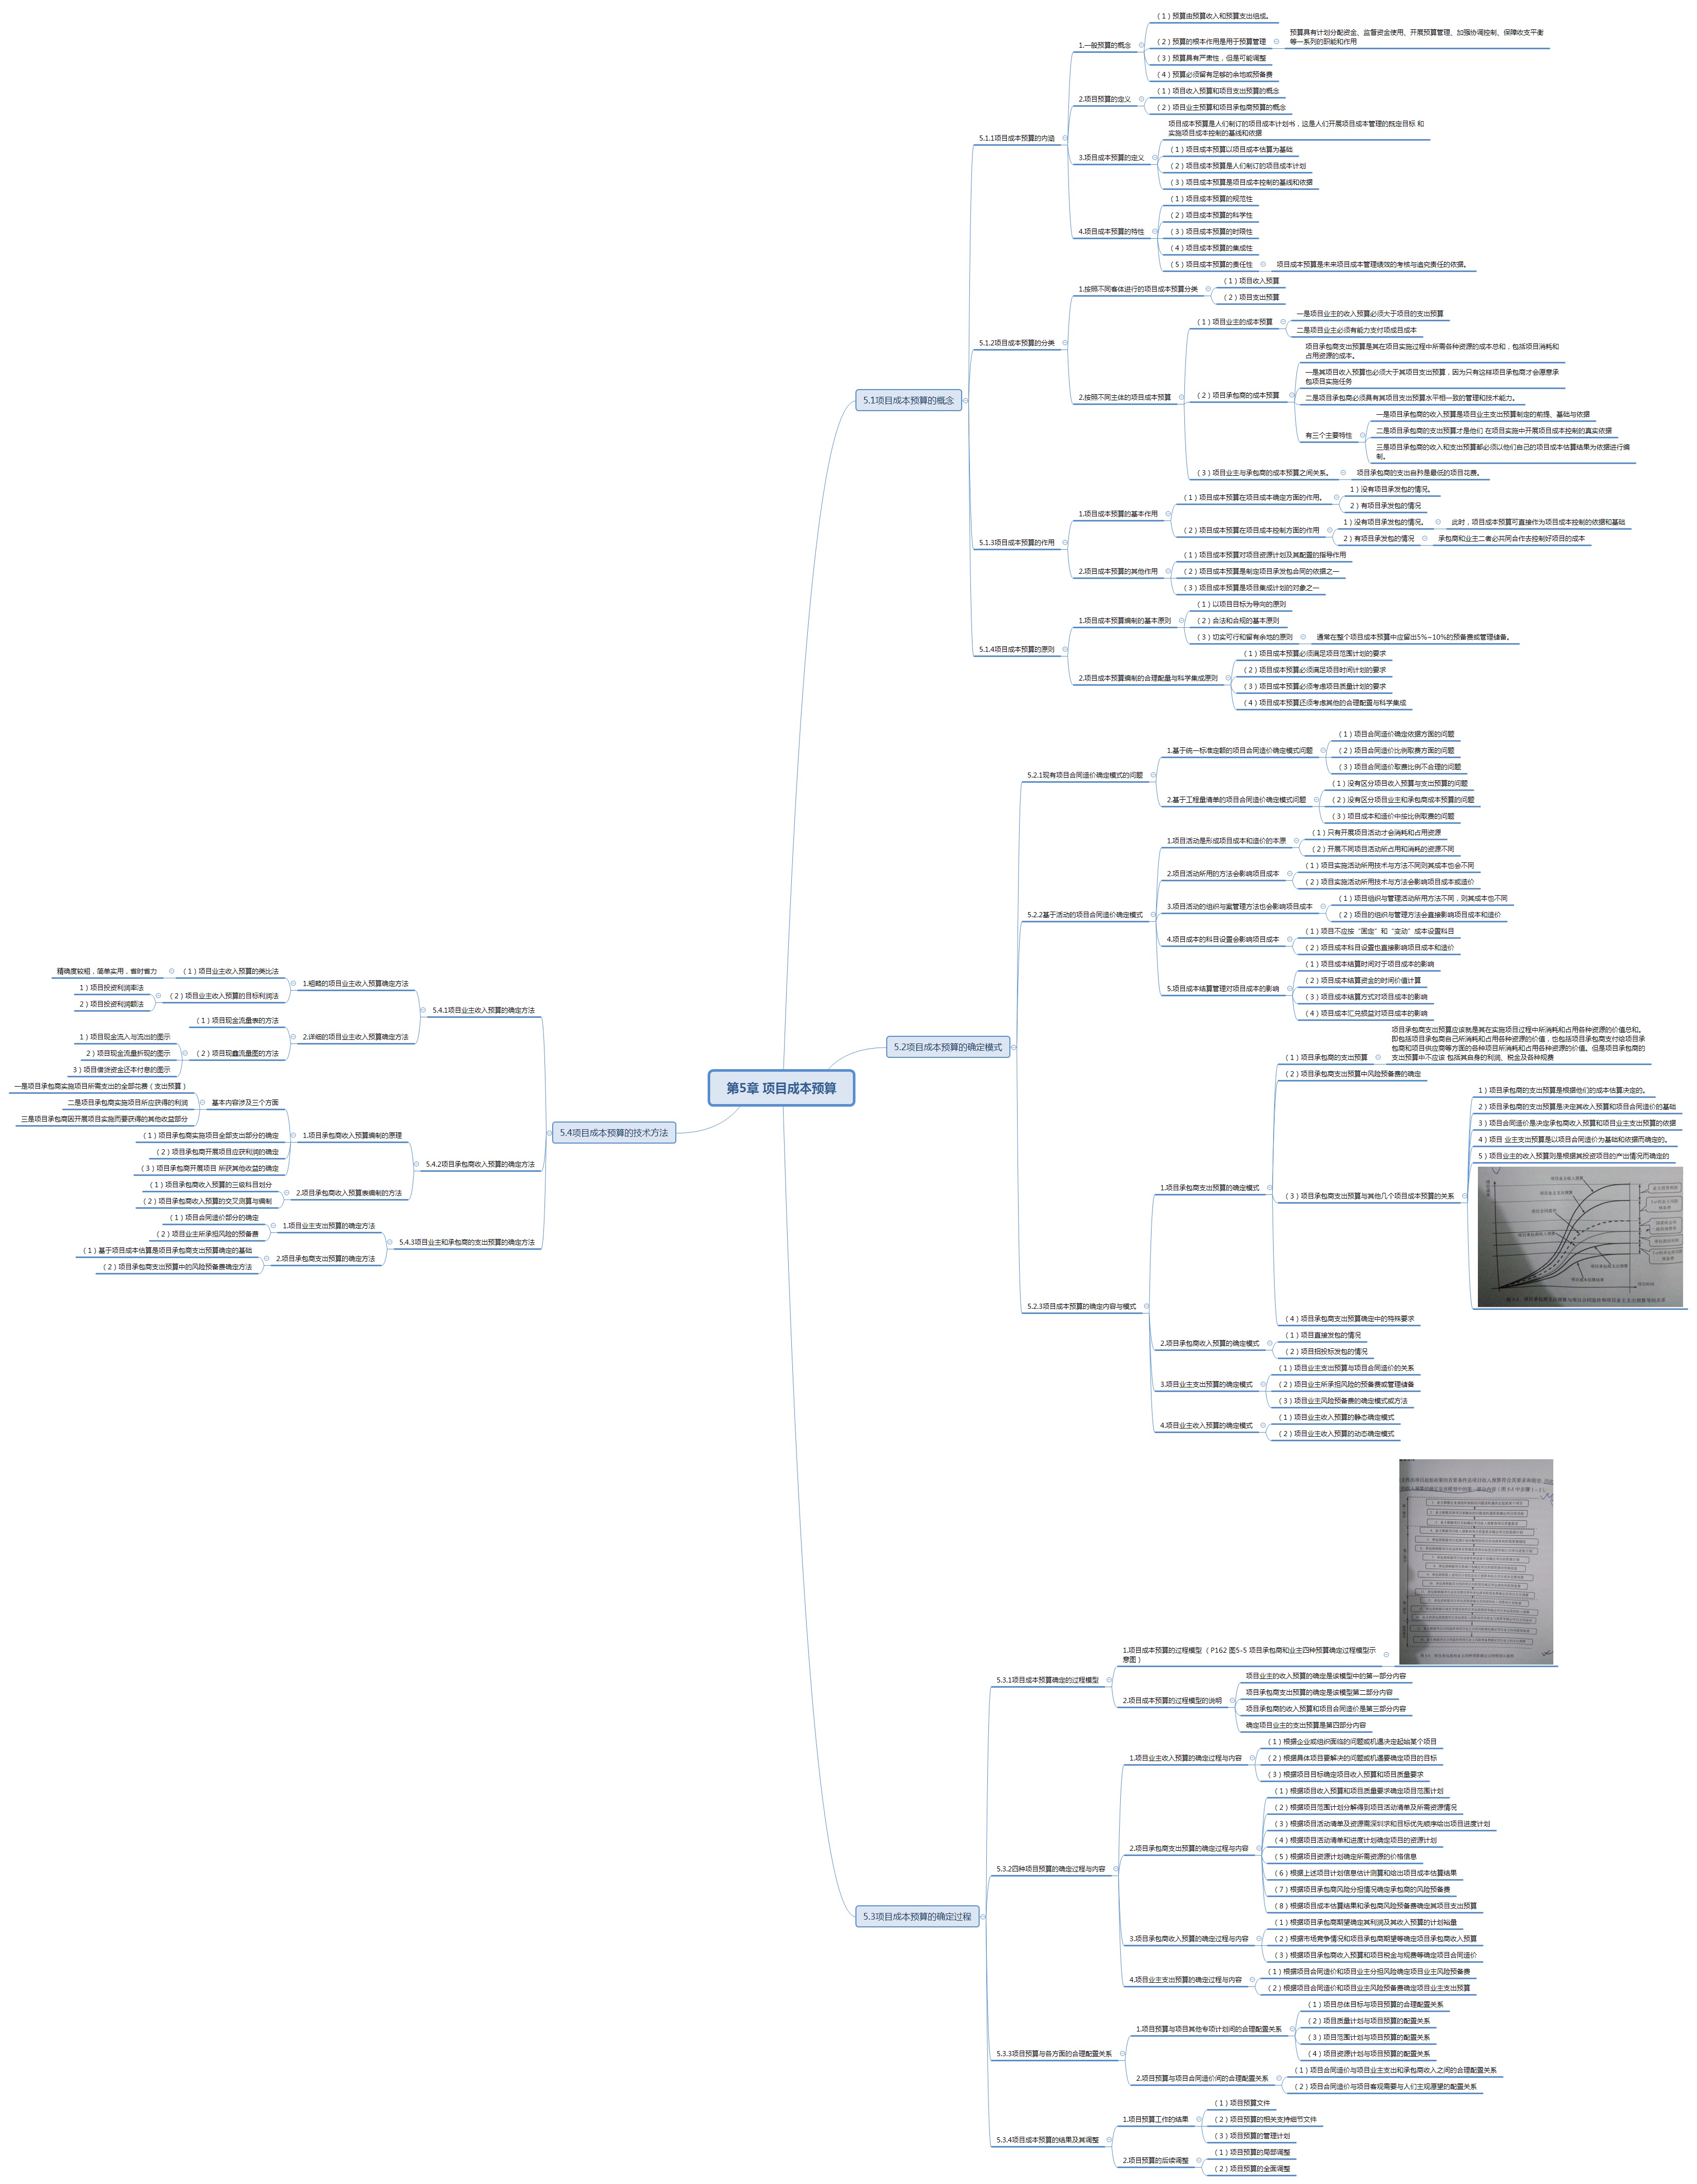 第5章 项目成本预算
5.1项目成本预算的概念
5.1.1项目成本预算的内涵
1.一般预算的概念
（1）预算由预算收入和预算支出组成。
（2）预算的根本作用是用于预算管理
预算具有计划分配资金、监督资金使用、开展预算管理、加强协调控制、保障收支平衡
等一系列的职能和作用
（3）预算具有严肃性，但是可能调整
（4）预算必须留有足够的余地或预备费
2.项目预算的定义
（1）项目收入预算和项目支出预算的概念
（2）项目业主预算和项目承包商预算的概念
3.项目成本预算的定义
项目成本预算是人们制订的项目成本计划书，这是人们开展项目成本管理的既定目标 和
实施项目成本控制的基线和依据
（1）项目成本预算以项目成本估算为基础
（2）项目成本预算是人们制订的项目成本计划
（3）项目成本预算是项目成本控制的基线和依据
4.项目成本预算的特性
（1）项目成本预算的规范性
（2）项目成本预算的科学性
（3）项目成本预算的时限性
（4）项目成本预算的集成性
（5）项目成本预算的责任性
项目成本预算是未来项目成本管理绩效的考核与追究责任的依据。
5.1.2项目成本预算的分类
1.按照不同客体进行的项目成本预算分类
（1）项目收入预算
（2）项目支出预算
2.按照不同主体的项目成本预算
（1）项目业主的成本预算
一是项目业主的收入预算必须大于项目的支出预算
二是项目业主必须有能力支付项成目成本
（2）项目承包商的成本预算
项目承包商支出预算是其在项目实施过程中所需各种资源的成本总和，包括项目消耗和
占用资源的成本。
一是其项目收入预算也必须大于其项目支出预算，因为只有这样项目承包商才会愿意承
包项目实施任务
二是项目承包商必须具有其项目支出预算水平相一致的管理和技术能力。
有三个主要特性
一是项目承包商的收入预算是项目业主支出预算制定的前提、基础与依据
二是项目承包商的支出预算才是他们 在项目实施中开展项目成本控制的真实依据
三是项目承包商的收入和支出预算都必须以他们自己的项目成本估算结果为依据进行编
制。
（3）项目业主与承包商的成本预算之间关系。
项目承包商的支出自矜是最低的项目花费。
5.1.3项目成本预算的作用
1.项目成本预算的基本作用
（1）项目成本预算在项目成本确定方面的作用。
1）没有项目承发包的情况。
2）有项目承发包的情况
（2）项目成本预算在项目成本控制方面的作用
1）没有项目承发包的情况。
此时，项目成本预算可直接作为项目成本控制的依据和基础
2）有项目承发包的情况
承包商和业主二者必共同合作去控制好项目的成本
2.项目成本预算的其他作用
（1）项目成本预算对项目资源计划及其配置的指导作用
（2）项目成本预算是制定项目承发包合同的依据之一
（3）项目成本预算是项目集成计划的对象之一
5.1.4项目成本预算的原则
1.项目成本预算编制的基本原则
（1）以项目目标为导向的原则
（2）合法和合规的基本原则
（3）切实可行和留有余地的原则
通常在整个项目成本预算中应留出5%~10%的预备费或管理储备。
2.项目成本预算编制的合理配量与科学集成原则
（1）项目成本预算必须满足项目范围计划的要求
（2）项目成本预算必须满足项目时间计划的要求
（3）项目成本预算必须考虑项目质量计划的要求
（4）项目成本预算还须考虑其他的合理配置与科学集成
5.2项目成本预算的确定模式
5.2.1现有项目合同造价确定模式的问题
1.基于统一标准定额的项目合同造价确定模式问题
（1）项目合同造价确定依据方面的问题
（2）项目合同造价比例取费方面的问题
（3）项目合同造价取费比例不合理的问题
2.基于工程量清单的项目合同造价确定模式问题
（1）没有区分项目收入预算与支出预算的问题
（2）没有区分项目业主和承包商成本预算的问题
（3）项目成本和造价中按比例取费的问题
5.2.2基于活动的项目合同造价确定模式
1.项目活动是形成项目成本和造价的本原
（1）只有开展项目活动才会消耗和占用资源
（2）开展不同项目活动所占用和消耗的资源不同
2.项目活动所用的方法会影响项目成本
（1）项目实施活动所用技术与方法不同则其成本也会不同
（2）项目实施活动所用技术与方法会影响项目成本或造价
3.项目活动的组织与案管理方法也会影响项目成本
（1）项目组织与管理活动所用方法不同，则其成本也不同
（2）项目的组织与管理方法会直接影响项目成本和造价
4.项目成本的科目设置会影响项目成本
（1）项目不应按“固定”和“变动”成本设置科目
（2）项目成本科目设置也直接影响项目成本和造价
5.项目成本结算管理对项目成本的影响
（1）项目成本结算时间对于项目成本的影响
（2）项目成本结算资金的时间价值计算
（3）项目成本结算方式对项目成本的影响
（4）项目成本汇兑损益对项目成本的影响
5.2.3项目成本预算的确定内容与模式
1.项目承包商支出预算的确定模式
（1）项目承包商的支出预算
项目承包商支出预算应该就是其在实施项目过程中所消耗和占用各种资源的价值总和。
即包括项目承包商自己所消耗和占用各种资源的价值，也包括项目承包商支付给项目承
包商和项目供应商等方面的各种项目所消耗和占用各种资源的价值。但是项目承包商的
支出预算中不应该 包括其自身的利润、税金及各种规费
（2）项目承包商支出预算中风险预备费的确定
（3）项目承包商支出预算与其他几个项目成本预算的关系
1）项目承包商的支出预算是根据他们的成本估算决定的。
2）项目承包商的支出预算是决定其收入预算和项目合同造价的基础
3）项目合同造价是决定承包商收入预算和项目业主支出预算的依据
4）项目 业主支出预算是以项目合同造价为基础和依据而确定的。
5）项目业主的收入预算则是根据其投资项目的产出情况而确定的
（4）项目承包商支出预算确定中的特殊要求
2.项目承包商收入预算的确定模式
（1）项目直接发包的情况
（2）项目招投标发包的情况
3.项目业主支出预算的确定模式
（1）项目业主支出预算与项目合同造价的关系
（2）项目业主所承担风险的预备费或管理储备
（3）项目业主风险预备费的确定模式或方法
4.项目业主收入预算的确定模式
（1）项目业主收入预算的静态确定模式
（2）项目业主收入预算的动态确定模式
5.3项目成本预算的确定过程
5.3.1项目成本预算确定的过程模型
1.项目成本预算的过程模型 （ P162 图5-5 项目承包商和业主四种预算确定过程模型示
意图 ）
2.项目成本预算的过程模型的说明
项目业主的收入预算的确定是该模型中的第一部分内容
项目承包商支出预算的确定是该模型第二部分内容
项目承包商的收入预算和项目合同造价是第三部分内容
确定项目业主的支出预算是第四部分内容
5.3.2四种项目预算的确定过程与内容
1.项目业主收入预算的确定过程与内容
（1）根据企业或组织面临的问题或机遇决定起始某个项目
（2）根据具体项目要解决的问题或机遇要确定项目的目标
（3）根据项目目标确定项目收入预算和项目质量要求
2.项目承包商支出预算的确定过程与内容
（1）根据项目收入预算和项目质量要求确定项目范围计划
（2）根据项目范围计划分解得到项目活动清单及所需资源情况
（3）根据项目活动清单及资源需深圳求和目标优先顺序给出项目进度计划
（4）根据项目活动清单和进度计划确定项目的资源计划
（5）根据项目资源计划确定所需资源的价格信息
（6）根据上述项目计划信息估计测算和给出项目成本估算结果
（7）根据项目承包商风险分担情况确定承包商的风险预备费
（8）根据项目成本估算结果和承包商风险预备费确定其项目支出预算
3.项目承包商收入预算的确定过程与内容
（1）根据项目承包商期望确定其利润及其收入预算的计划裕量
（2）根据市场竞争情况和项目承包商期望等确定项目承包商收入预算
（3）根据项目承包商收入预算和项目税金与规费等确定项目合同造价
4.项目业主支出预算的确定过程与内容
（1）根据项目合同造价和项目业主分担风险确定项目业主风险预备费
（2）根据项目合同造价和项目业主风险预备费确定项目业主支出预算
5.3.3项目预算与各方面的合理配置关系
1.项目预算与项目其他专项计划间的合理配置关系
（1）项目总体目标与项目预算的合理配置关系
（2）项目质量计划与项目预算的配置关系
（3）项目范围计划与项目预算的配置关系
（4）项目资源计划与项目预算的配置关系
2.项目预算与项目合同造价间的合理配置关系
（1）项目合同造价与项目业主支出和承包商收入之间的合理配置关系
（2）项目合同造价与项目客观需要与人们主观愿望的配置关系
5.3.4项目成本预算的结果及其调整
1.项目预算工作的结果
（1）项目预算文件
（2）项目预算的相关支持细节文件
（3）项目预算的管理计划
2.项目预算的后续调整
（1）项目预算的局部调整
（2）项目预算的全面调整
5.4项目成本预算的技术方法
5.4.1项目业主收入预算的确定方法
1.粗略的项目业主收入预算确定方法
（1）项目业主收入预算的类比法
精确度较粗，简单实用，省时省力
（2）项目业主收入预算的目标利润法
1）项目投资利润率法
2）项目投资利润额法
2.详细的项目业主收入预算确定方法
（1）项目现金流量表的方法
（2）项目现鑫流量图的方法
1）项目现金流入与流出的图示
2）项目现金流量折现的图示
3）项目借贷资金还本付息的图示
5.4.2项目承包商收入预算的确定方法
1.项目承包商收入预算编制的原理
基本内容涉及三个方面
一是项目承包商实施项目所需支出的全部花费（支出预算）
二是项目承包商实施项目所应获得的利润
三是项目承包商因开展项目实施而要获得的其他收益部分
（1）项目承包商实施项目全部支出部分的确定
（2）项目承包商开展项目应获利润的确定
（3）项目承包商开展项目 所获其他收益的确定
2.项目承包商收入预算表编制的方法
（1）项目承包商收入预算的三级科目划分
（2）项目承包商收入预算的交叉测算与编制
5.4.3项目业主和承包商的支出预算的确定方法
1.项目业主支出预算的确定方法
（1）项目合同造价部分的确定
（2）项目业主所承担风险的预备费
2.项目承包商支出预算的确定方法
（1）基于项目成本估算是项目承包商支出预算确定的基础
（2）项目承包商支出预算中的风险预备费确定方法